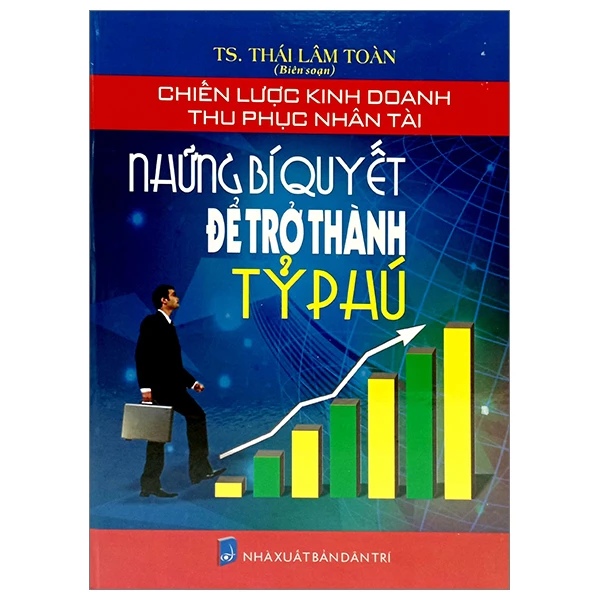 TS. THÁI LÂM TOÀN
(Biên soạn)
CHIẾN LƯỢC KINH DOANH
THU PHỤC NHÂN TÀI
NHỮNG BÍ QUYẾT
ĐỂ TRỞ THÀNH
TỶ PHÚ
NHÀ XUẤT BẢN DÂN TRÍ